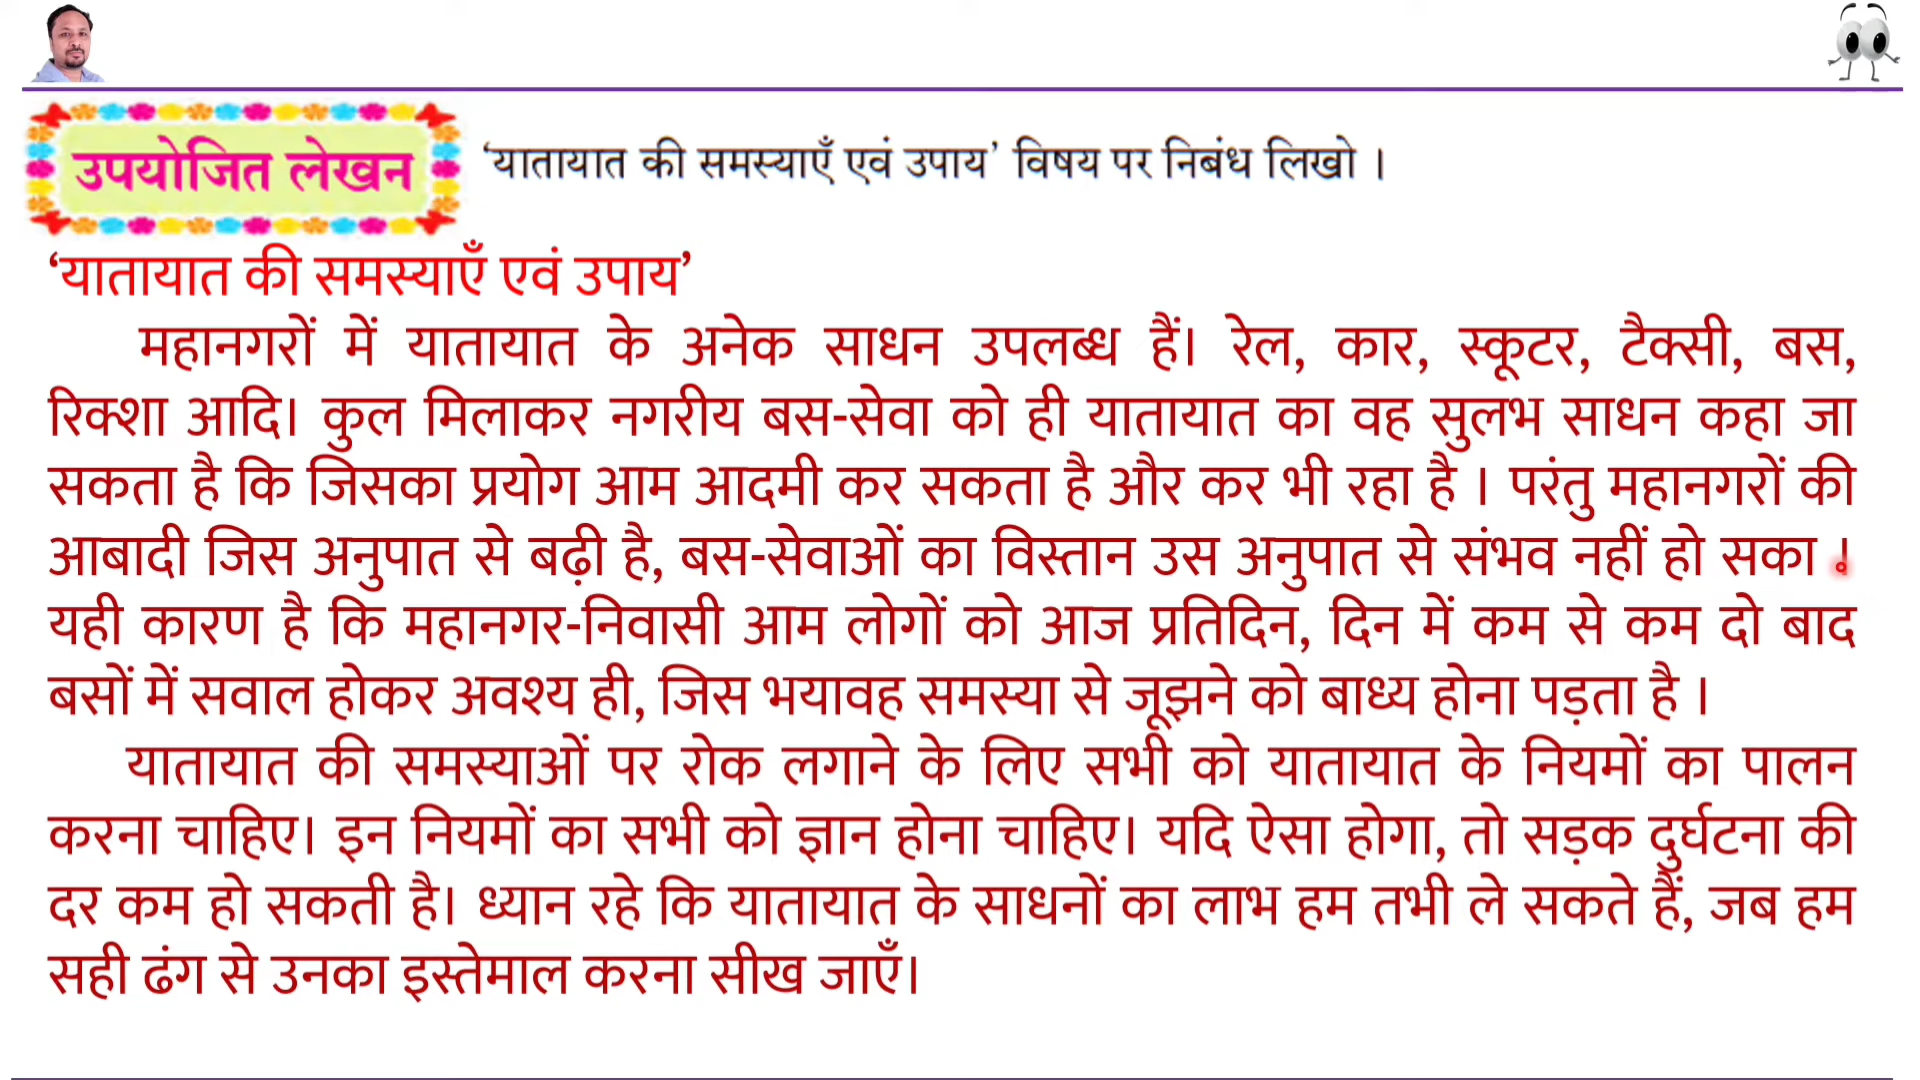 उपयोजित लेखन
‘यातायात की समस्याएँ एवं उपाय’ विषय पर निबंध लिखो ।
‘यातायात की समस्याएँ एवं उपाय’
महानगरों में यातायात के अनेक साधन उपलब्ध हैं। रेल, कार, स्कूटर, टैक्सी, बस,
रिक्शा आदि। कुल मिलाकर नगरीय बस-सेवा को ही यातायात का वह सुलभ साधन कहा जा
सकता है कि जिसका प्रयोग आम आदमी कर सकता है और कर भी रहा है । परंतु महानगरों की
आबादी जिस अनुपात से बढ़ी है, बस-सेवाओं का विस्तान उस अनुपात से संभव नहीं हो सका ।
यही कारण है कि महानगर-निवासी आम लोगों को आज प्रतिदिन, दिन में कम से कम दो बाद
बसों में सवाल होकर अवश्य ही, जिस भयावह समस्या से जूझने को बाध्य होना पड़ता है ।
यातायात की समस्याओं पर रोक लगाने के लिए सभी को यातायात के नियमों का पालन
करना चाहिए। इन नियमों का सभी को ज्ञान होना चाहिए। यदि ऐसा होगा, तो सड़क दुर्घटना की
दर कम हो सकती है। ध्यान रहे कि यातायात के साधनों का लाभ हम तभी ले सकते हैं, जब हम
सही ढंग से उनका इस्तेमाल करना सीख जाएँ।